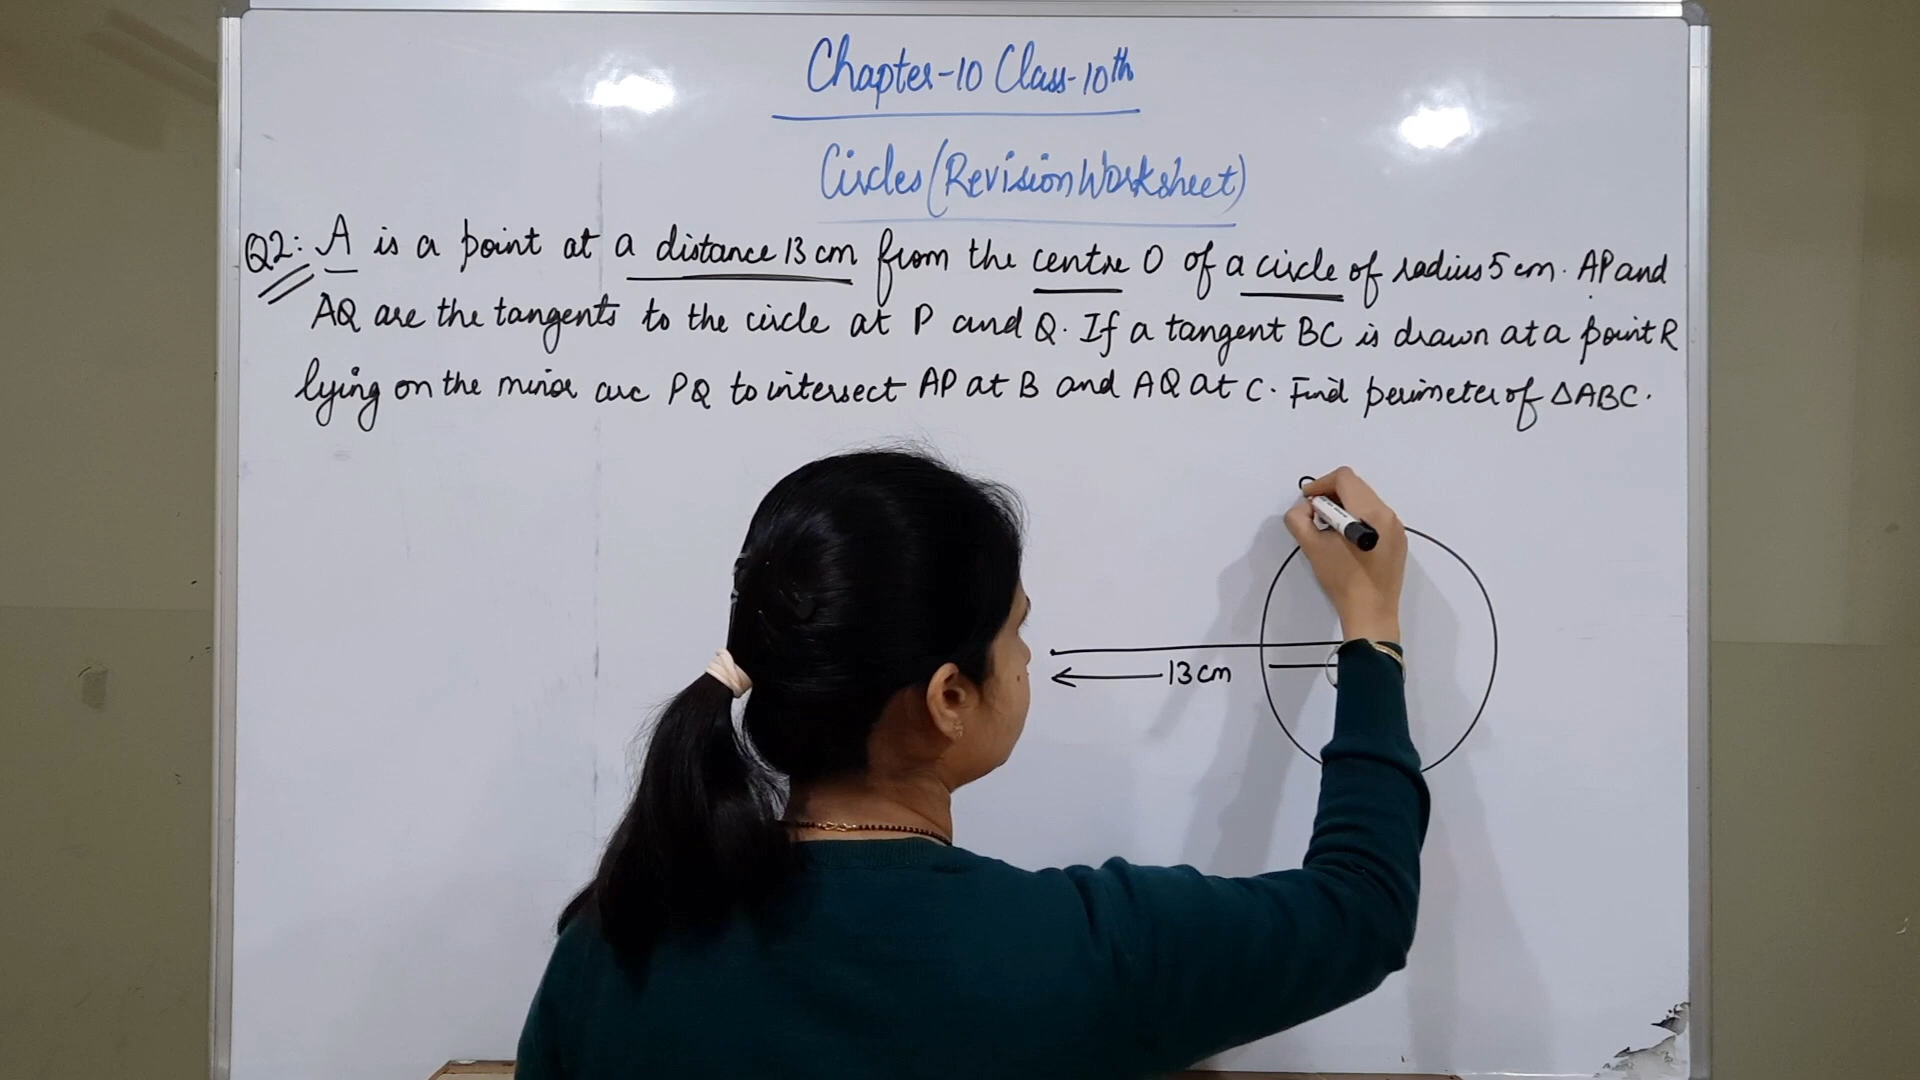 Chapter-10 Class-10th
Circles (Revision Worksheet)
Q2: A is a point at a distance 13 cm from the centre O of a circle of radius 5 cm. AP and
AQ are the tangents to the circle at P and Q. If a tangent BC is drawn at a point R
lying on the minor arc PQ to intersect AP at B and AQ at C. Find perimeter of ΔABC.
13 cm